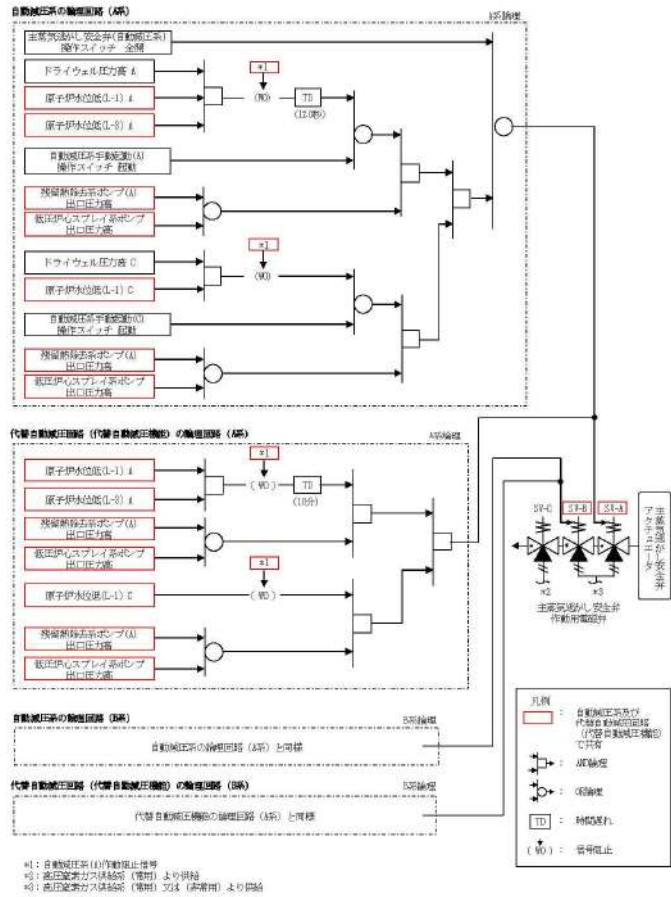 自動減圧系の論理回路(A系)
A系論理
主蒸気逃がし安全弁(自動減圧系)
操作スイッチ 全開
ドライウェル圧力高 A
原子炉水位低(L-1) A
原子炉水位低(L-3) A
*1
(WO)
TD
(120秒)
自動減圧系手動起動(A)
操作スイッチ 起動
残留熱除去系ポンプ(A)
出口圧力高
低圧炉心スプレイ系ポンプ
出口圧力高
ドライウェル圧力高 C
原子炉水位低(L-1) C
*1
(WO)
自動減圧系手動起動(C)
操作スイッチ 起動
残留熱除去系ポンプ(A)
出口圧力高
低圧炉心スプレイ系ポンプ
出口圧力高
代替自動減圧回路(代替自動減圧機能)の論理回路(A系)
A系論理
原子炉水位低(L-1) A
原子炉水位低(L-3) A
*1
(WO)
TD
(10分)
残留熱除去系ポンプ(A)
出口圧力高
低圧炉心スプレイ系ポンプ
出口圧力高
原子炉水位低(L-1) C
*1
(WO)
残留熱除去系ポンプ(A)
出口圧力高
低圧炉心スプレイ系ポンプ
出口圧力高
SV-C
SV-B
SV-A
*2
*3
主蒸気逃がし安全弁
作動用電磁弁
主蒸気逃がし安全弁
アクチュエータ
自動減圧系の論理回路(B系)
B系論理
自動減圧系の論理回路(A系)と同様
代替自動減圧回路(代替自動減圧機能)の論理回路(B系)
B系論理
代替自動減圧機能の論理回路(A系)と同様
凡例
: 自動減圧系及び
代替自動減圧回路
(代替自動減圧機能)
で共有
: AND論理
: OR論理
TD : 時間遅れ
(WO) : 信号阻止
*1:自動減圧系(A)作動阻止信号
*2:高圧窒素ガス供給系(常用)より供給
*3:高圧窒素ガス供給系(常用)又は(非常用)より供給